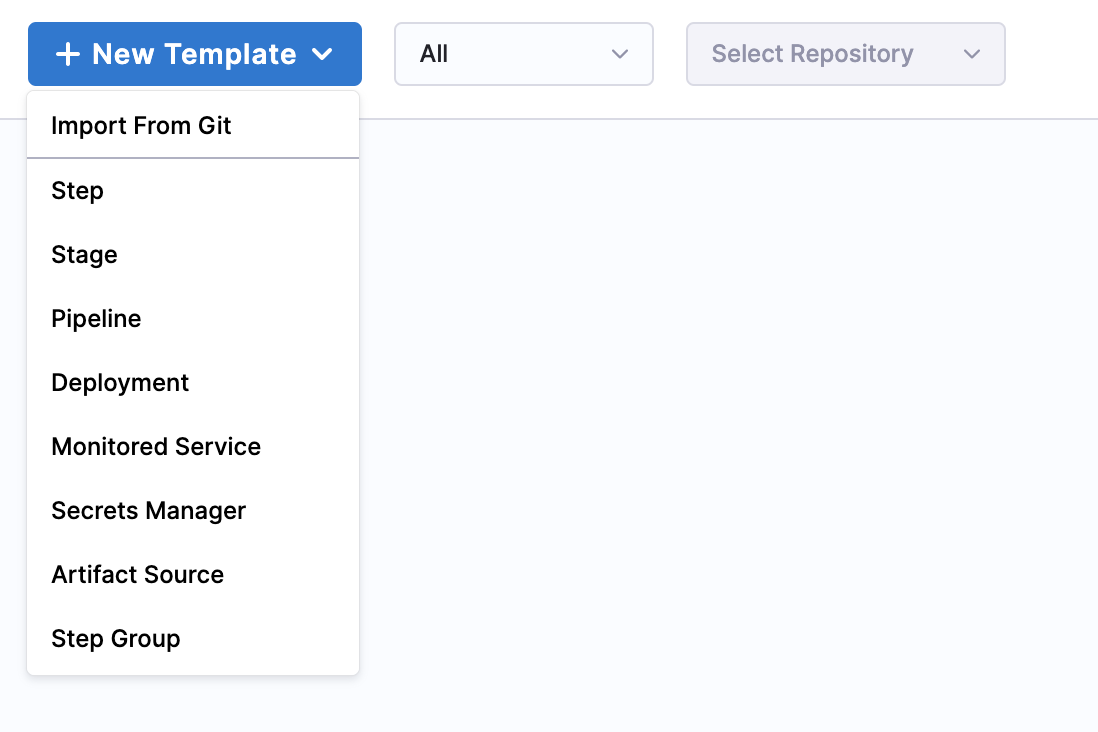 + New Template
All
Select Repository
Import From Git
Step
Stage
Pipeline
Deployment
Monitored Service
Secrets Manager
Artifact Source
Step Group